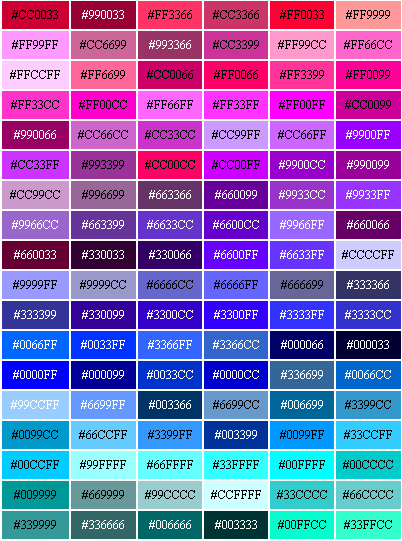 #CC0033 #990033 #FF3366 #CC3366 #FF0033 #FF9999
#FF99FF #CC6699 #993366 #CC3399 #FF99CC #FF66CC
#FFCCFF #FF6699 #CC0066 #FF0066 #FF3399 #FF0099
#FF33CC #FF00CC #FF66FF #FF33FF #FF00FF #CC0099
#990066 #CC66CC #CC33CC #CC99FF #CC66FF #9900FF
#CC33FF #993399 #CC00CC #CC00FF #9900CC #990099
#CC99CC #996699 #663366 #660099 #9933CC #9933FF
#9966CC #663399 #6633CC #6600CC #9966FF #660066
#660033 #330033 #330066 #6600FF #6633FF #CCCCFF
#9999FF #9999CC #6666CC #6666FF #666699 #333366
#333399 #330099 #3300CC #3300FF #3333FF #3333CC
#0066FF #0033FF #3366FF #3366CC #000066 #000033
#0000FF #000099 #0033CC #0000CC #336699 #0066CC
#99CCFF #6699FF #003366 #6699CC #006699 #3399CC
#0099CC #66CCFF #3399FF #003399 #0099FF #33CCFF
#00CCFF #99FFFF #66FFFF #33FFFF #00FFFF #00CCCC
#009999 #669999 #99CCCC #CCFFFF #33CCCC #66CCCC
#339999 #336666 #006666 #003333 #00FFCC #33FFCC